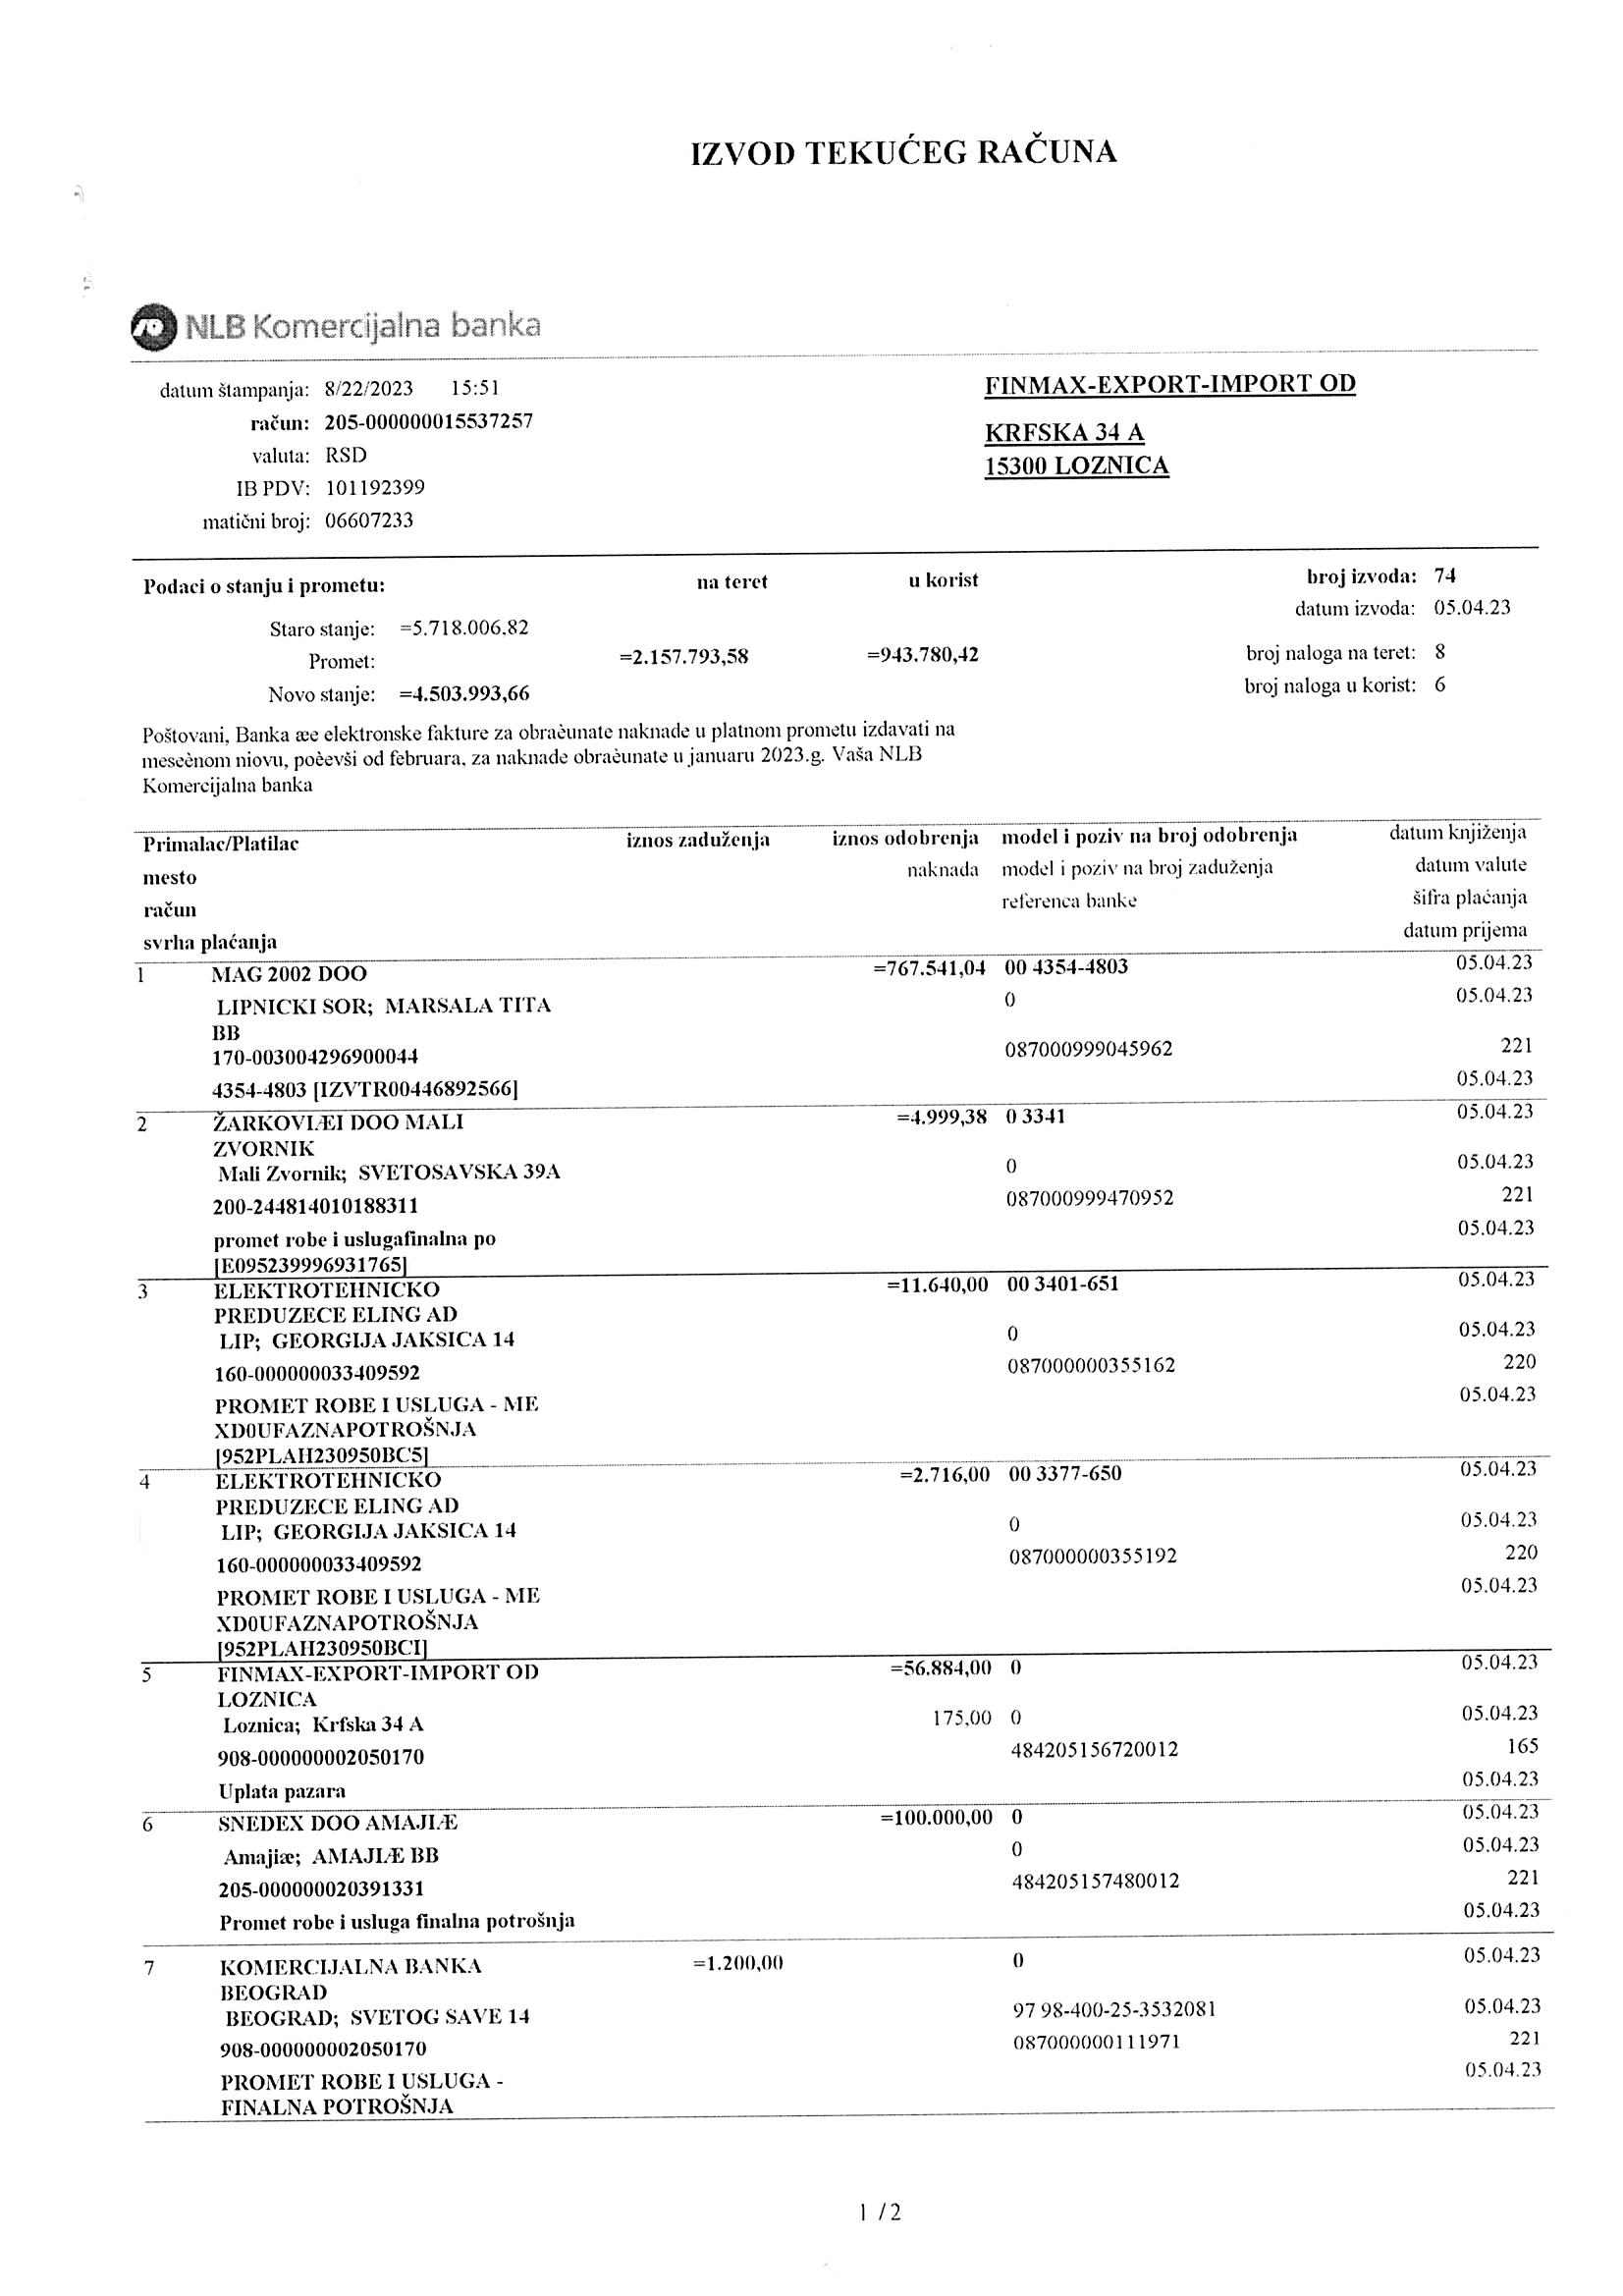 IZVOD TEKUĆEG RAČUNA
NLB Komercijalna banka
datum štampanja: 8/22/2023 15:51
račun: 205-000000015537257
valuta: RSD
IB PDV: 101192399
matični broj: 06607233
FINMAX-EXPORT-IMPORT OD
KRFSKA 34 A
15300 LOZNICA
Podaci o stanju i prometu: na teret u korist broj izvoda: 74
datum izvoda: 05.04.23
Staro stanje: =5.718.006,82
Promet: =2.157.793,58 =943.780,42 broj naloga na teret: 8
Novo stanje: =4.503.993,66 broj naloga u korist: 6
Poštovani, Banka æe elektronske fakture za obraèunate naknade u platnom prometu izdavati na
meseènom niovu, poèevši od februara, za naknade obraèunate u januaru 2023.g. Vaša NLB
Komercijalna banka
Primalac/Platilac iznos zaduženja iznos odobrenja model i poziv na broj odobrenja datum knjiženja
mesto naknada model i poziv na broj zaduženja datum valute
račun referenca banke šifra plaćanja
svrha plaćanja datum prijema
1 MAG 2002 DOO =767.541,04 00 4354-4803 05.04.23
LIPNICKI SOR; MARSALA TITA 0 05.04.23
BB
170-003004296900044 087000999045962 221
4354-4803 [IZVTR00446892566] 05.04.23
2 ŽARKOVIÆI DOO MALI =4.999,38 0 3341 05.04.23
ZVORNIK
Mali Zvornik; SVETOSAVSKA 39A 0 05.04.23
200-244814010188311 087000999470952 221
promet robe i uslugafinalna po 05.04.23
[E095239996931765]
3 ELEKTROTEHNICKO =11.640,00 00 3401-651 05.04.23
PREDUZECE ELING AD
LIP; GEORGIJA JAKSICA 14 0 05.04.23
160-000000033409592 087000000355162 220
PROMET ROBE I USLUGA - ME 05.04.23
XD0UFAZNAPOTROŠNJA
[952PLAH230950BC5]
4 ELEKTROTEHNICKO =2.716,00 00 3377-650 05.04.23
PREDUZECE ELING AD
LIP; GEORGIJA JAKSICA 14 0 05.04.23
160-000000033409592 087000000355192 220
PROMET ROBE I USLUGA - ME 05.04.23
XD0UFAZNAPOTROŠNJA
[952PLAH230950BCI]
5 FINMAX-EXPORT-IMPORT OD =56.884,00 0 05.04.23
LOZNICA
Loznica; Krfska 34 A 175,00 0 05.04.23
908-000000002050170 484205156720012 165
Uplata pazara 05.04.23
6 SNEDEX DOO AMAJIÆ =100.000,00 0 05.04.23
Amajiæ; AMAJIÆ BB 0 05.04.23
205-000000020391331 484205157480012 221
Promet robe i usluga finalna potrošnja 05.04.23
7 KOMERCIJALNA BANKA =1.200,00 0 05.04.23
BEOGRAD
BEOGRAD; SVETOG SAVE 14 97 98-400-25-3532081 05.04.23
908-000000002050170 087000000111971 221
PROMET ROBE I USLUGA - 05.04.23
FINALNA POTROŠNJA
1 / 2